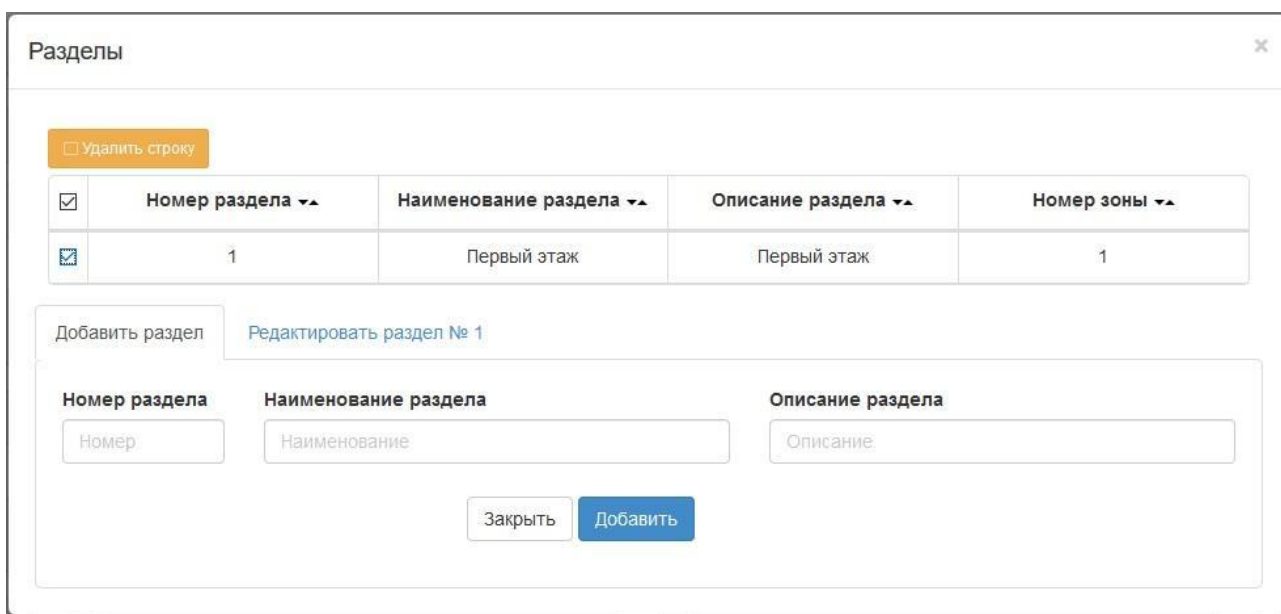 Разделы
Удалить строку
Номер раздела Наименование раздела Описание раздела Номер зоны
1 Первый этаж Первый этаж 1
Добавить раздел Редактировать раздел № 1
Номер раздела Наименование раздела Описание раздела
Номер Наименование Описание
Закрыть Добавить